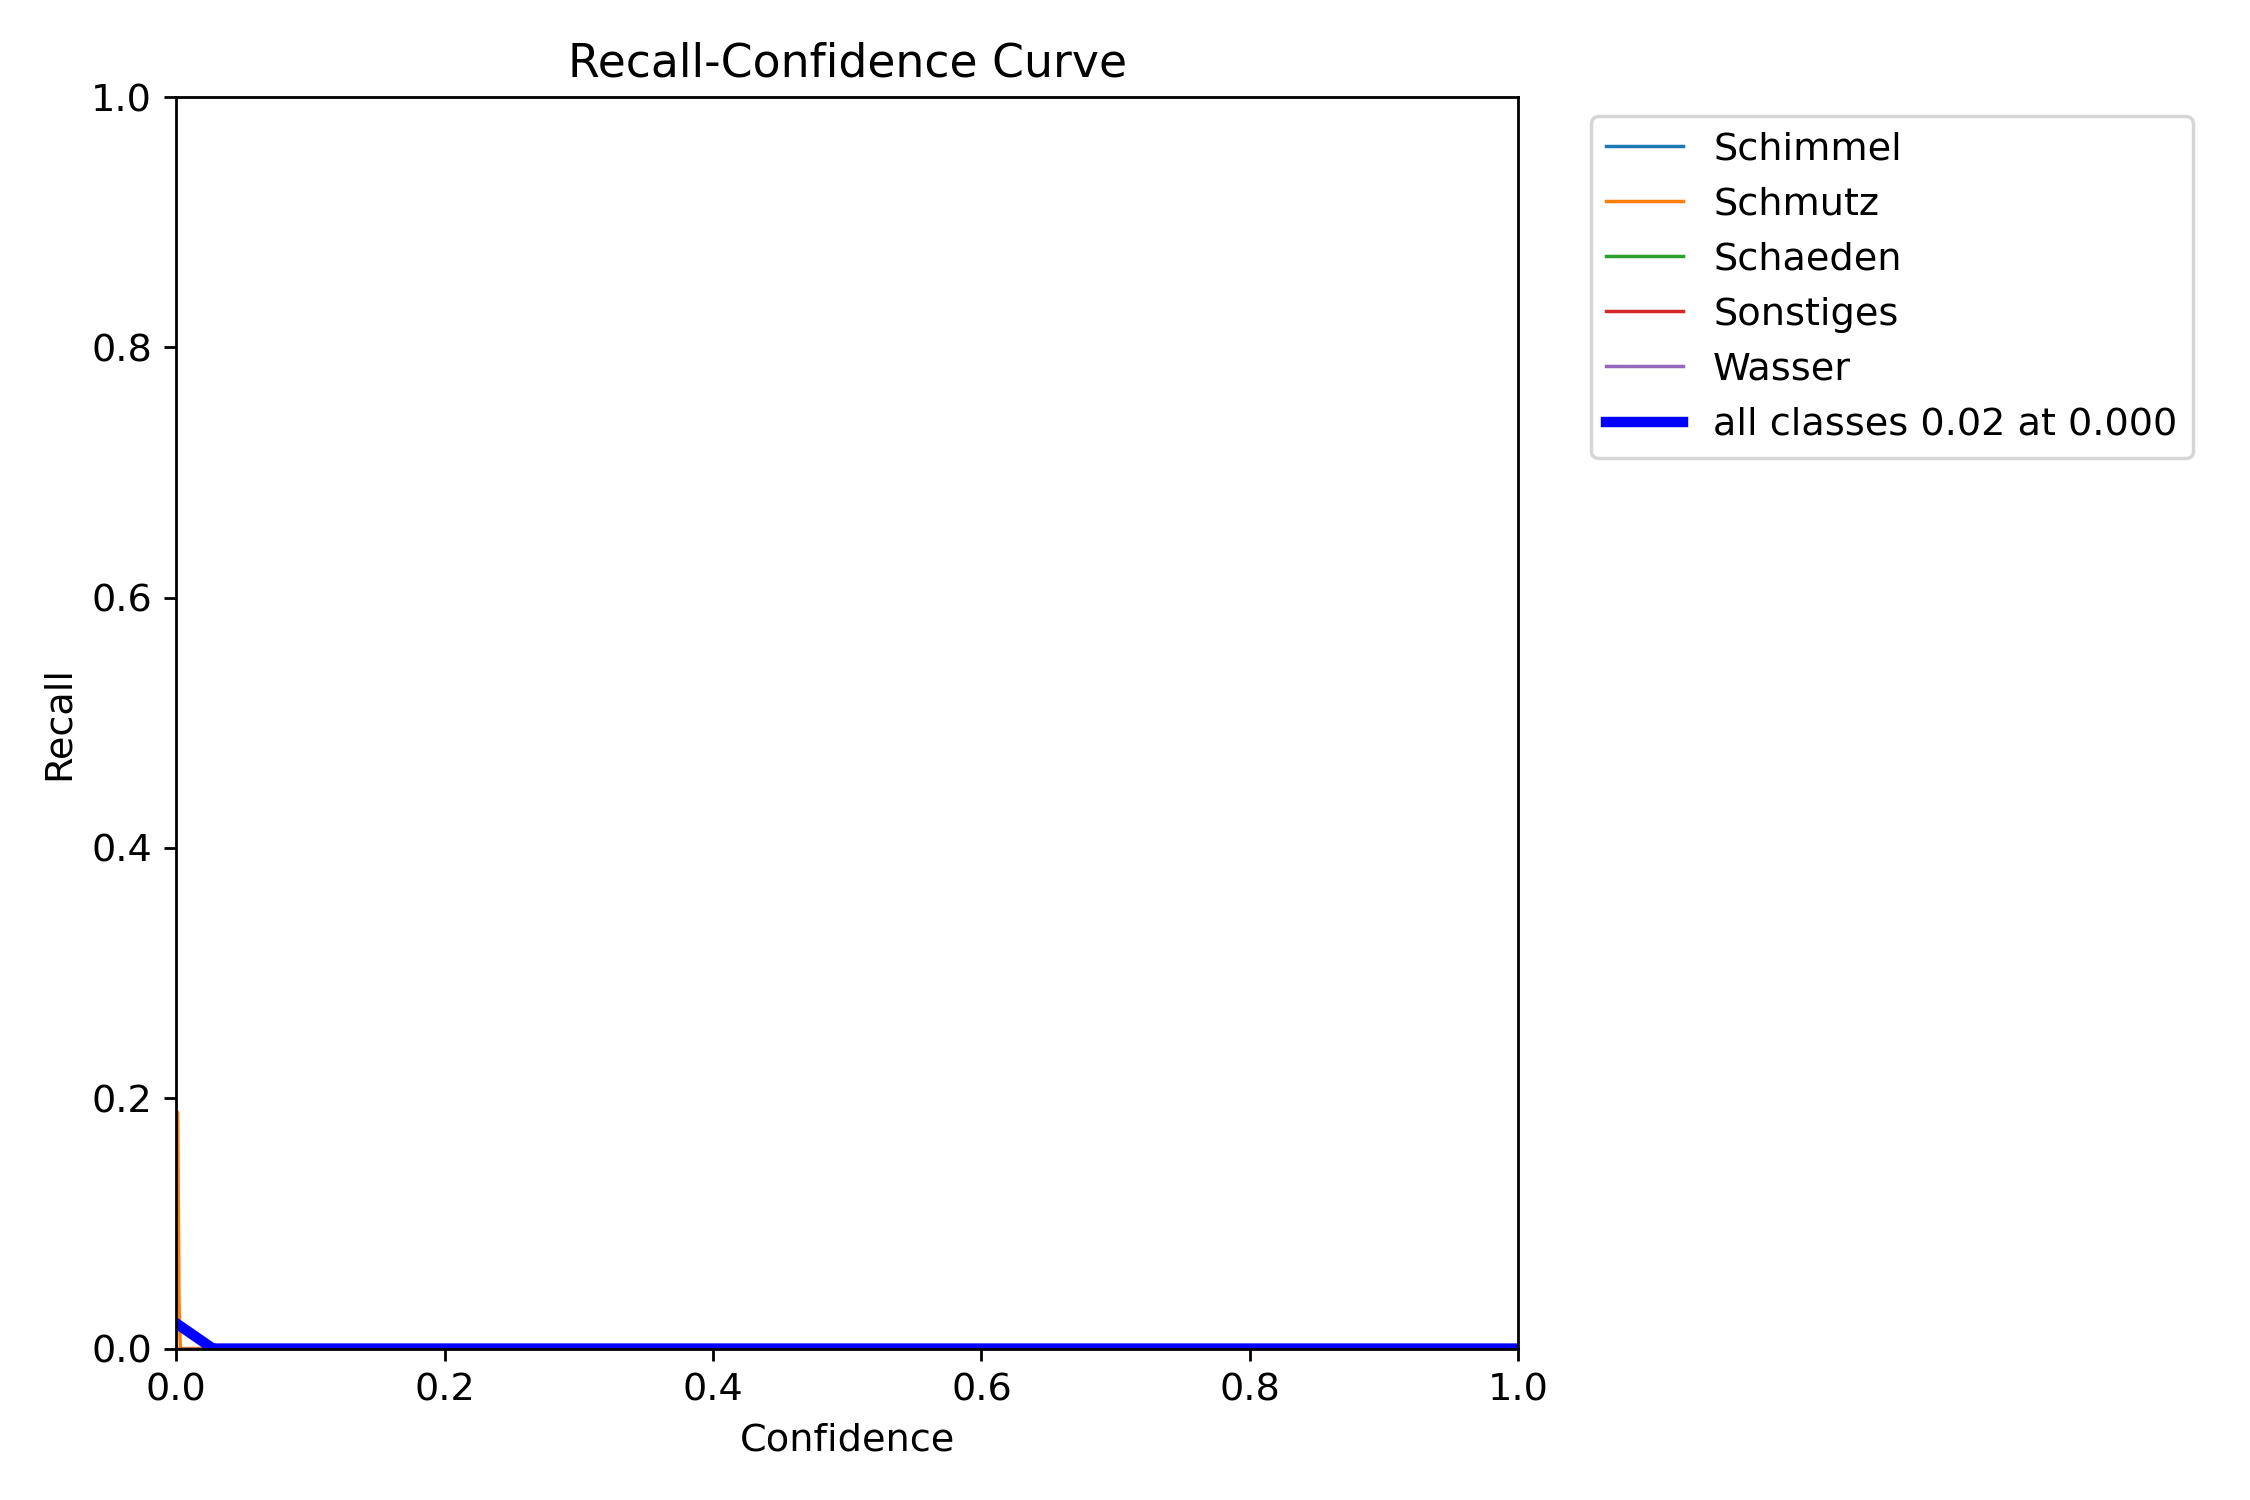 Recall-Confidence Curve
1.0
0.8
0.6
0.4
0.2
0.0
Recall
0.0 0.2 0.4 0.6 0.8 1.0
Confidence
Schimmel
Schmutz
Schaeden
Sonstiges
Wasser
all classes 0.02 at 0.000